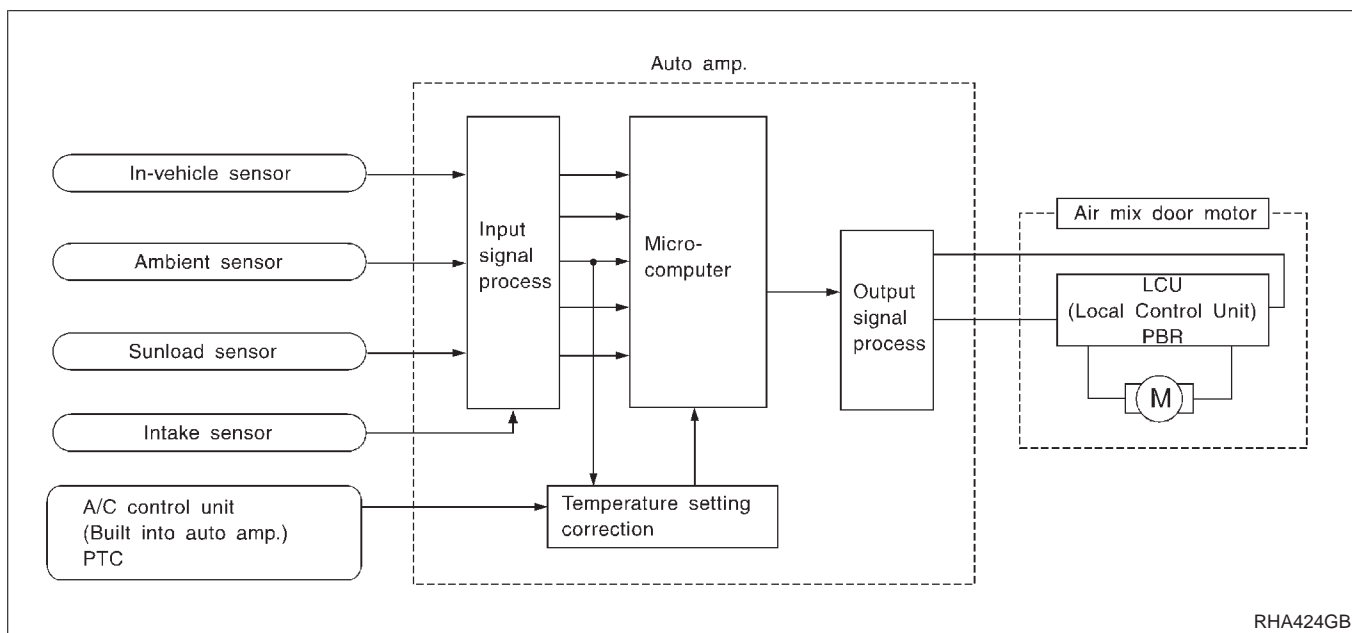 Auto amp.
In-vehicle sensor
Ambient sensor
Sunload sensor
Intake sensor
A/C control unit
(Built into auto amp.)
PTC
Input
signal
process
Micro-
computer
Temperature setting
correction
Output
signal
process
Air mix door motor
LCU
(Local Control Unit)
PBR
M
RHA424GB